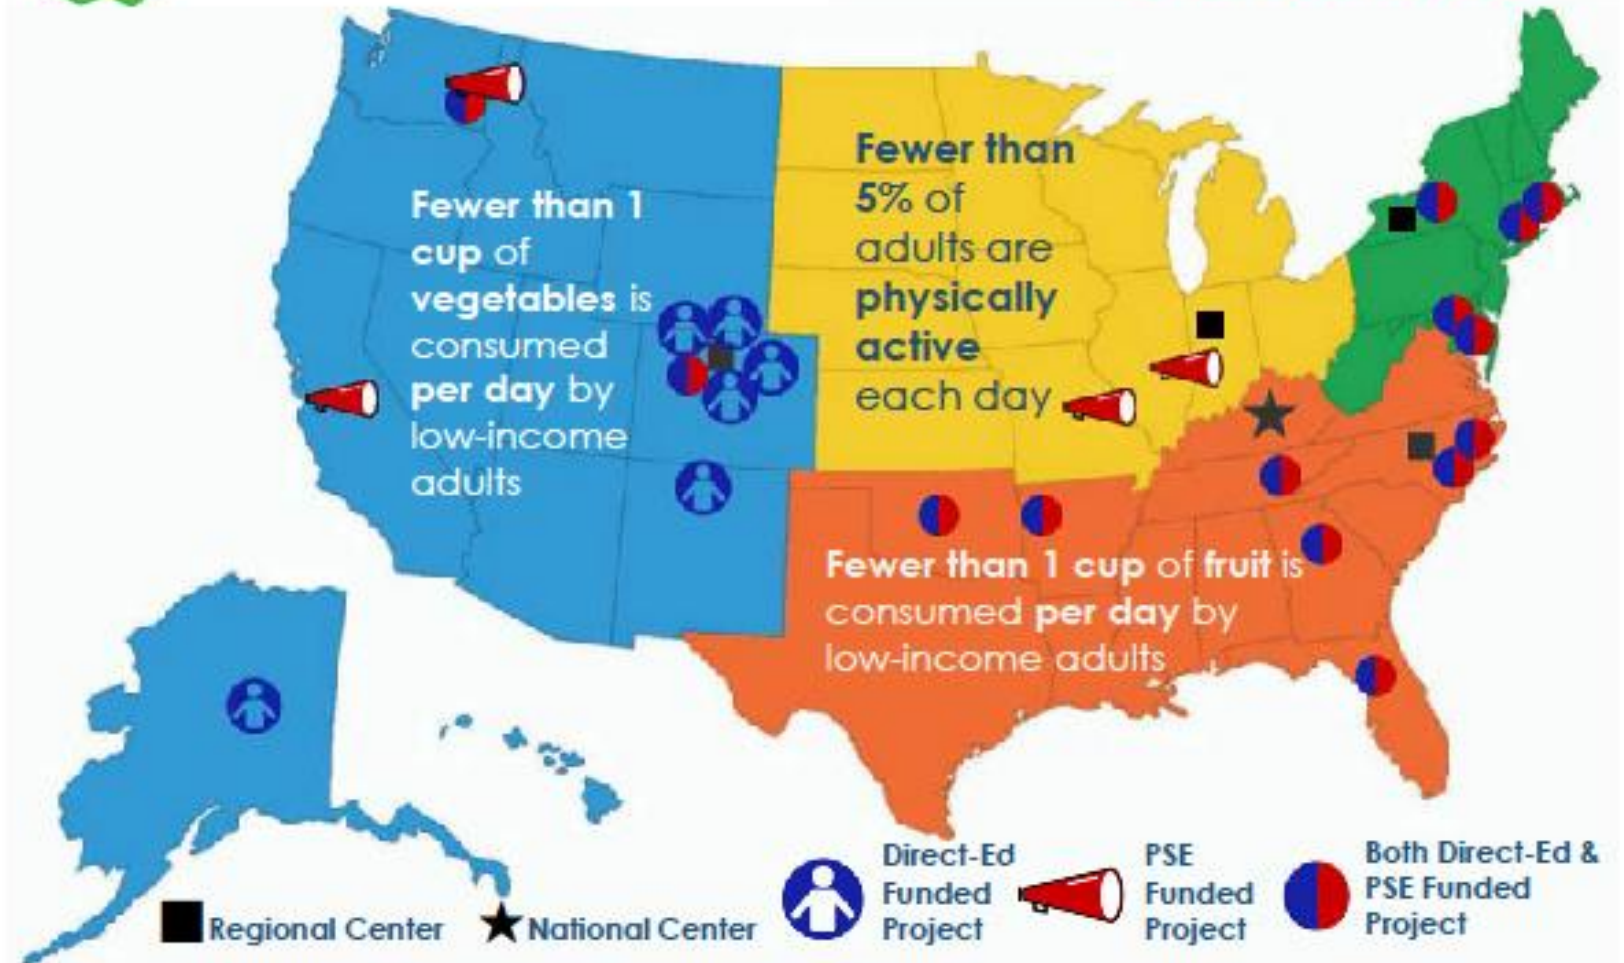 Fewer than 1
cup of
vegetables is
consumed
per day by
low-income
adults
Fewer than
5% of
adults are
physically
active
each day
Fewer than 1 cup of fruit is
consumed per day by
low-income adults
Regional Center
National Center
Direct-Ed
Funded
Project
PSE
Funded
Project
Both Direct-Ed &
PSE Funded
Project